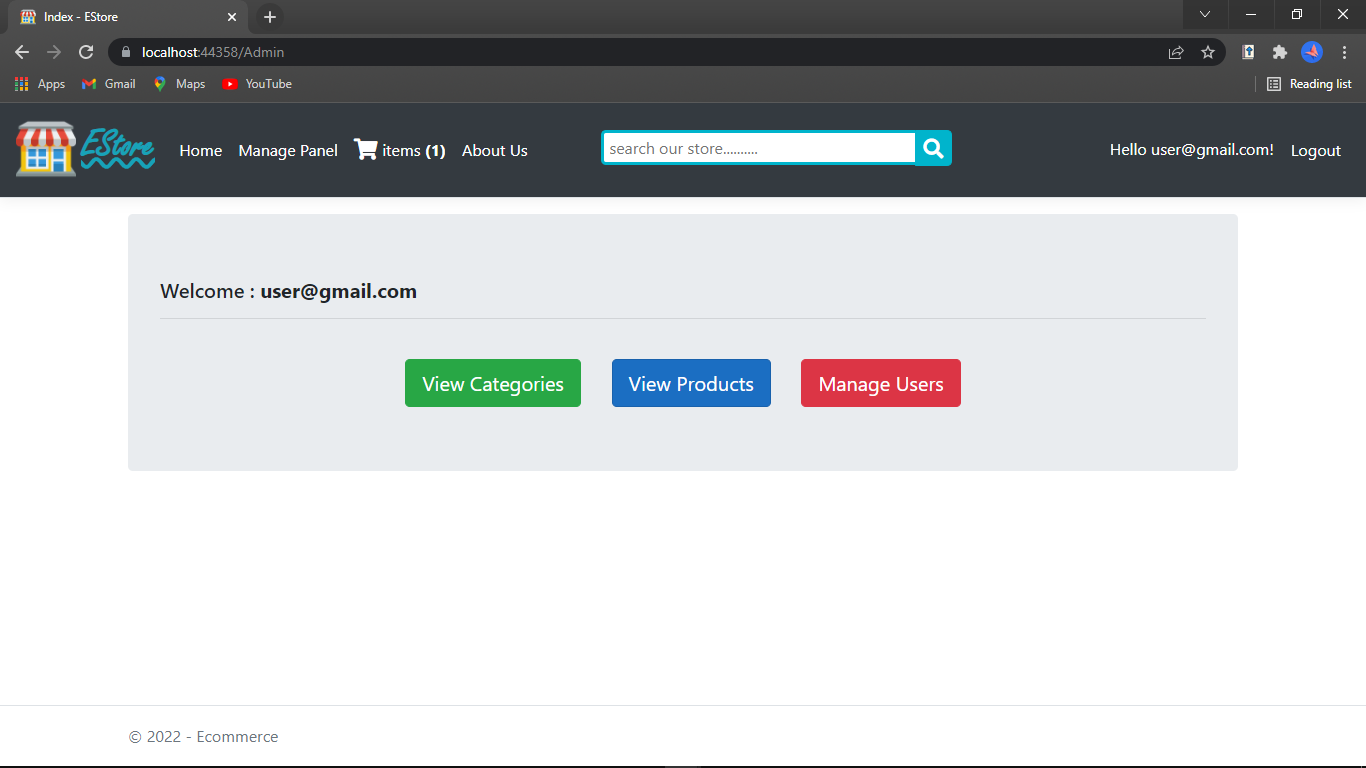 Index - EStore
localhost:44358/Admin
Apps Gmail Maps YouTube Reading list
EStore Home Manage Panel items (1) About Us search our store.......... Hello user@gmail.com! Logout
Welcome : user@gmail.com
View Categories View Products Manage Users
© 2022 - Ecommerce